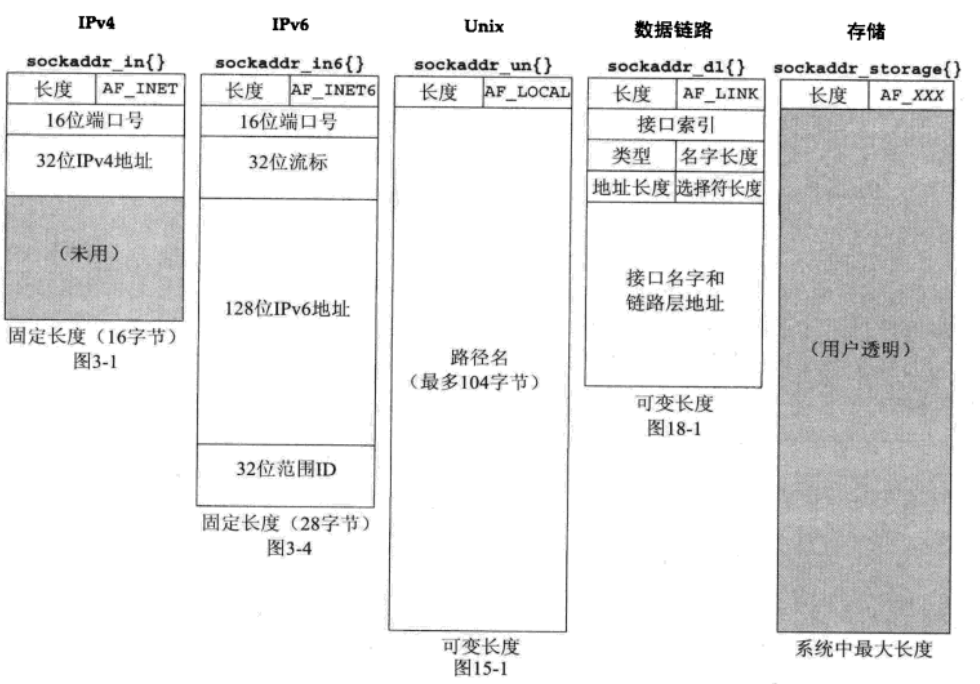 IPv4
IPv6
Unix
数据链路
存储
sockaddr_in{}
sockaddr_in6{}
sockaddr_un{}
sockaddr_dl{}
sockaddr_storage{}
长度 AF_INET
16位端口号
32位IPv4地址
（未用）
固定长度（16字节）
图3-1
长度 AF_INET6
16位端口号
32位流标
128位IPv6地址
32位范围ID
固定长度（28字节）
图3-4
长度 AF_LOCAL
路径名
（最多104字节）
可变长度
图15-1
长度 AF_LINK
接口索引
类型 名字长度
地址长度 选择符长度
接口名字和
链路层地址
可变长度
图18-1
长度 AF_XXX
（用户透明）
系统中最大长度